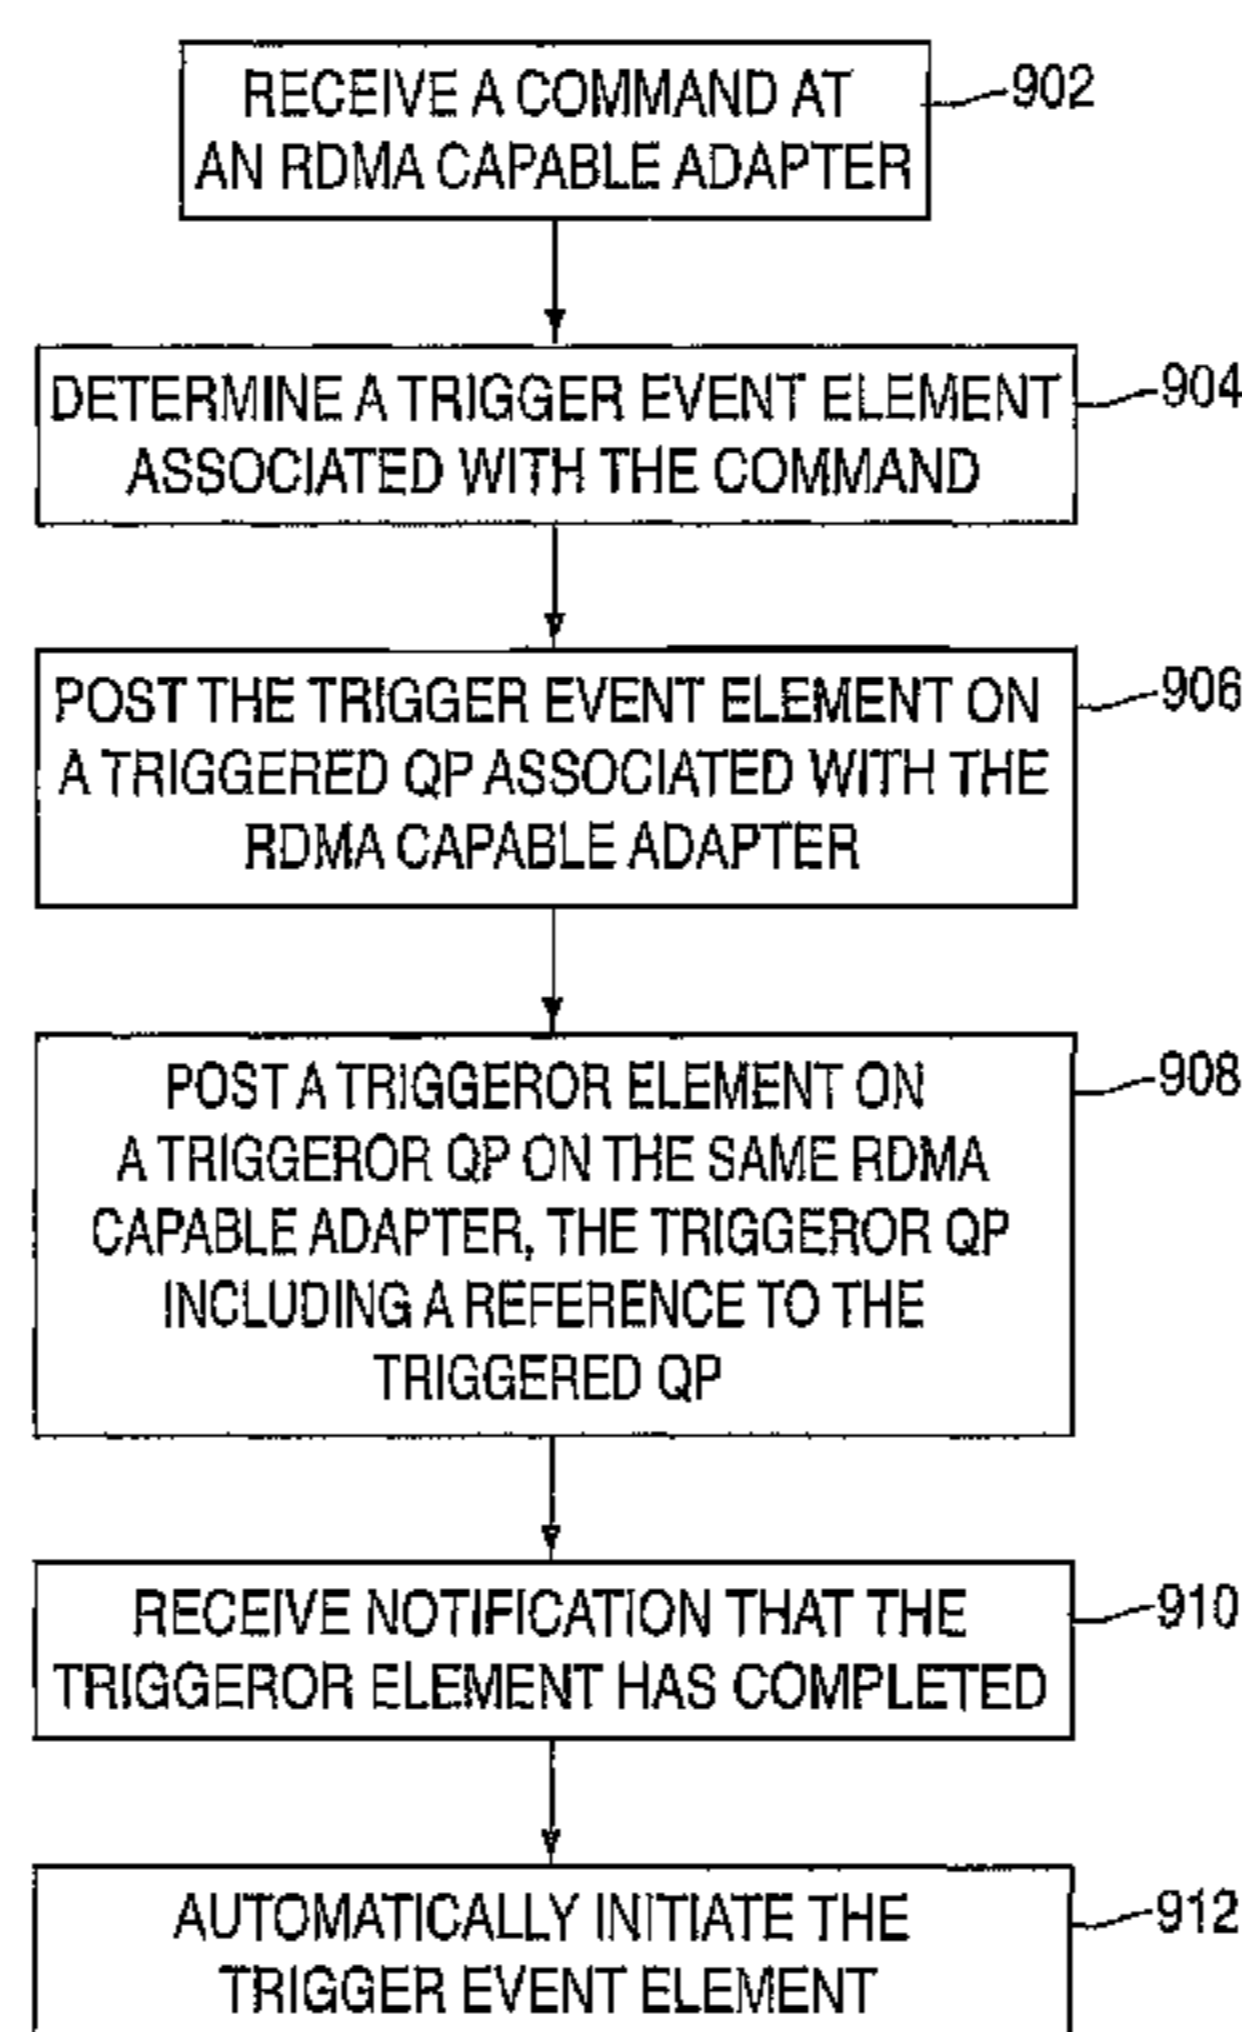 RECEIVE A COMMAND AT
AN RDMA CAPABLE ADAPTER
902
DETERMINE A TRIGGER EVENT ELEMENT
ASSOCIATED WITH THE COMMAND
904
POST THE TRIGGER EVENT ELEMENT ON
A TRIGGERED QP ASSOCIATED WITH THE
RDMA CAPABLE ADAPTER
906
POST A TRIGGEROR ELEMENT ON
A TRIGGEROR QP ON THE SAME RDMA
CAPABLE ADAPTER, THE TRIGGEROR QP
INCLUDING A REFERENCE TO THE
TRIGGERED QP
908
RECEIVE NOTIFICATION THAT THE
TRIGGEROR ELEMENT HAS COMPLETED
910
AUTOMATICALLY INITIATE THE
TRIGGER EVENT ELEMENT
912